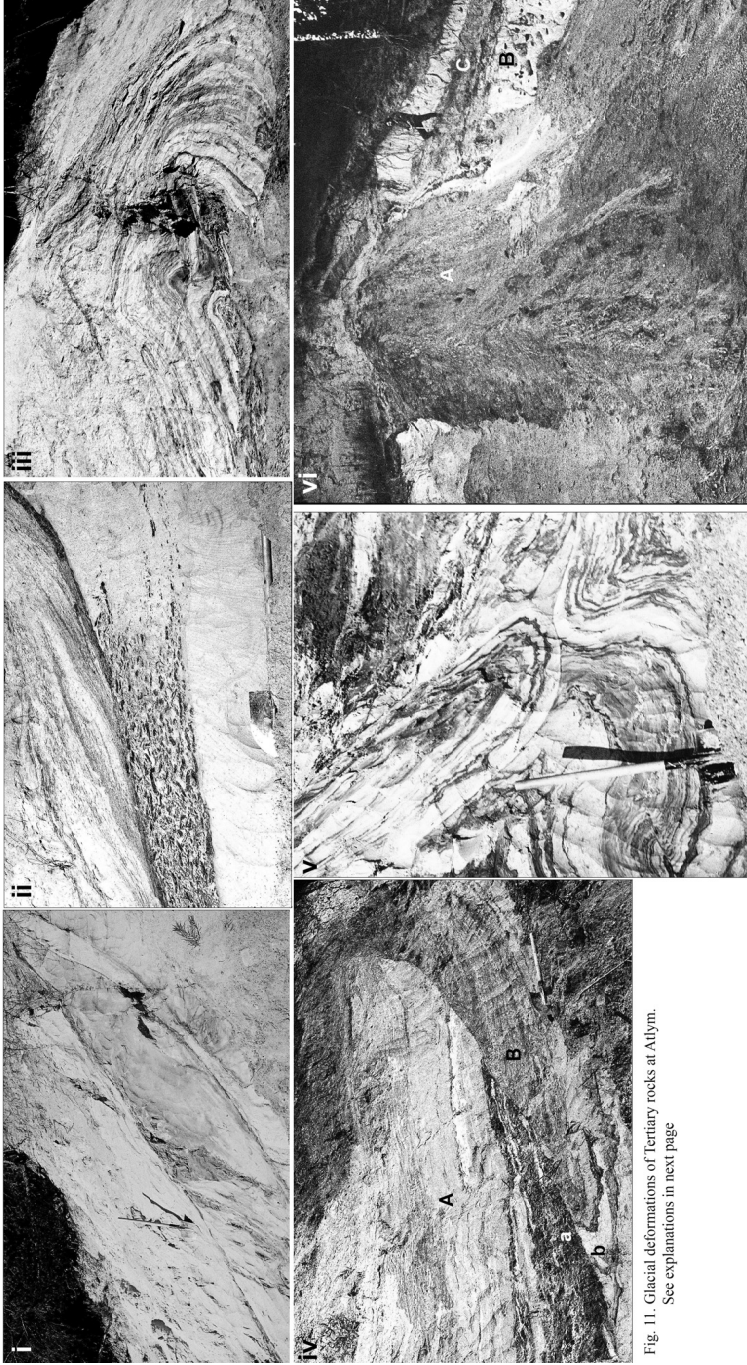 i
ii
iii
iv
A
a
B
b
v
vi
A
B
C
Fig. 11. Glacial deformations of Tertiary rocks at Atlym.
See explanations in next page